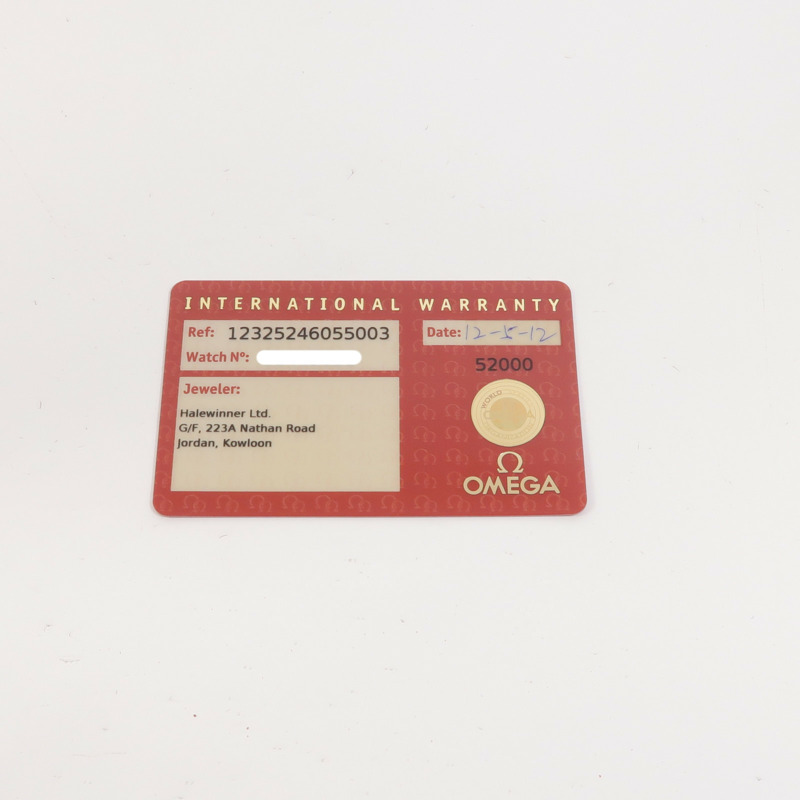 INTERNATIONAL WARRANTY
Ref: 12325246055003
Watch Nº:
Date: 12-5-12
52000
Jeweler:
Halewinner Ltd.
G/F, 223A Nathan Road
Jordan, Kowloon
WORLD
Ω
OMEGA